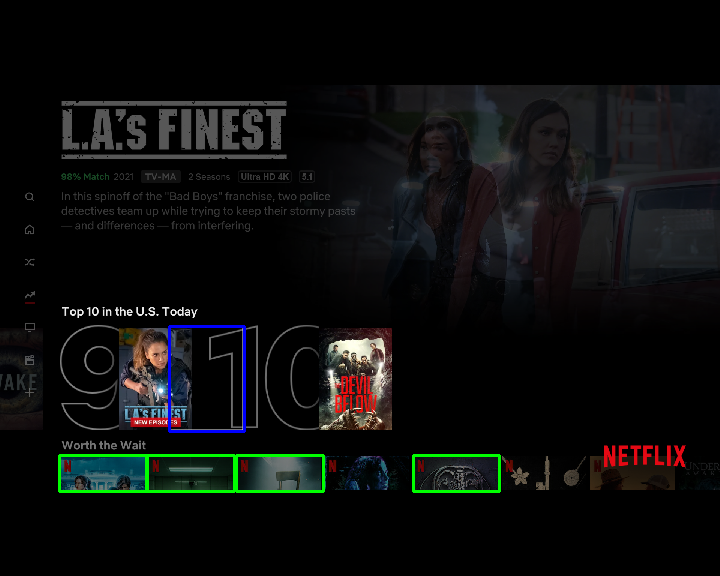 L.A.'s FINEST
98% Match 2021 TV-MA 2 Seasons Ultra HD 4K 5.1
In this spinoff of the "Bad Boys" franchise, two police
detectives team up while trying to keep their stormy pasts
— and differences — from interfering.
Top 10 in the U.S. Today
9 10
L.A.'s FINEST
NEW EPISODES
THE DEVIL BELOW
Worth the Wait
NETFLIX
N N N N N N N